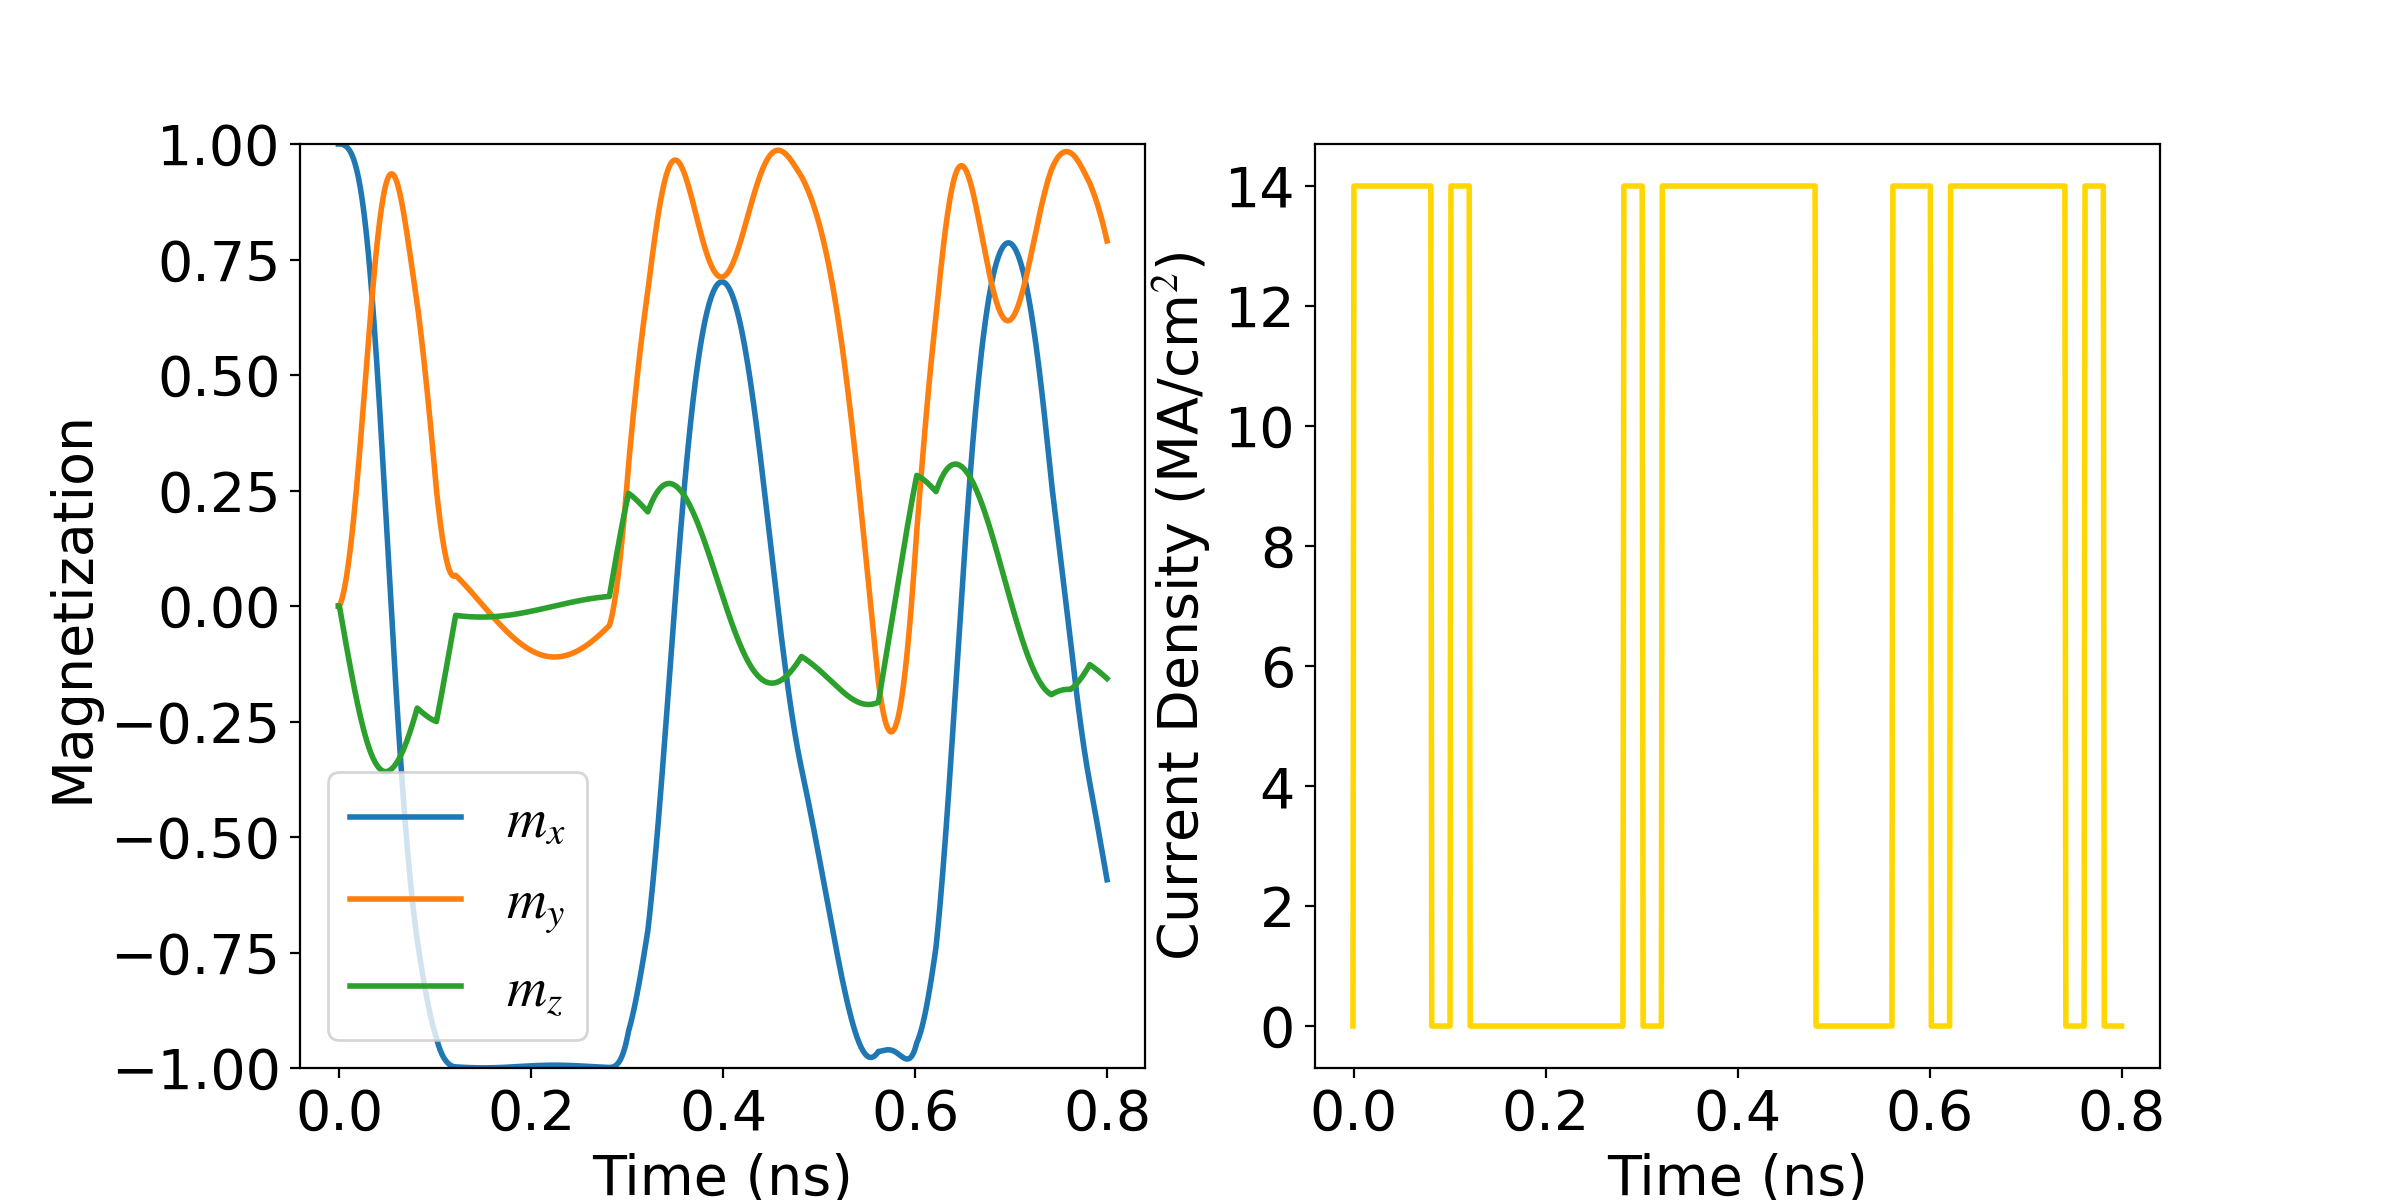 Magnetization
1.00
0.75
0.50
0.25
0.00
−0.25
−0.50
−0.75
−1.00
m_x
m_y
m_z
0.0 0.2 0.4 0.6 0.8
Time (ns)
Current Density (MA/cm²)
14
12
10
8
6
4
2
0
0.0 0.2 0.4 0.6 0.8
Time (ns)